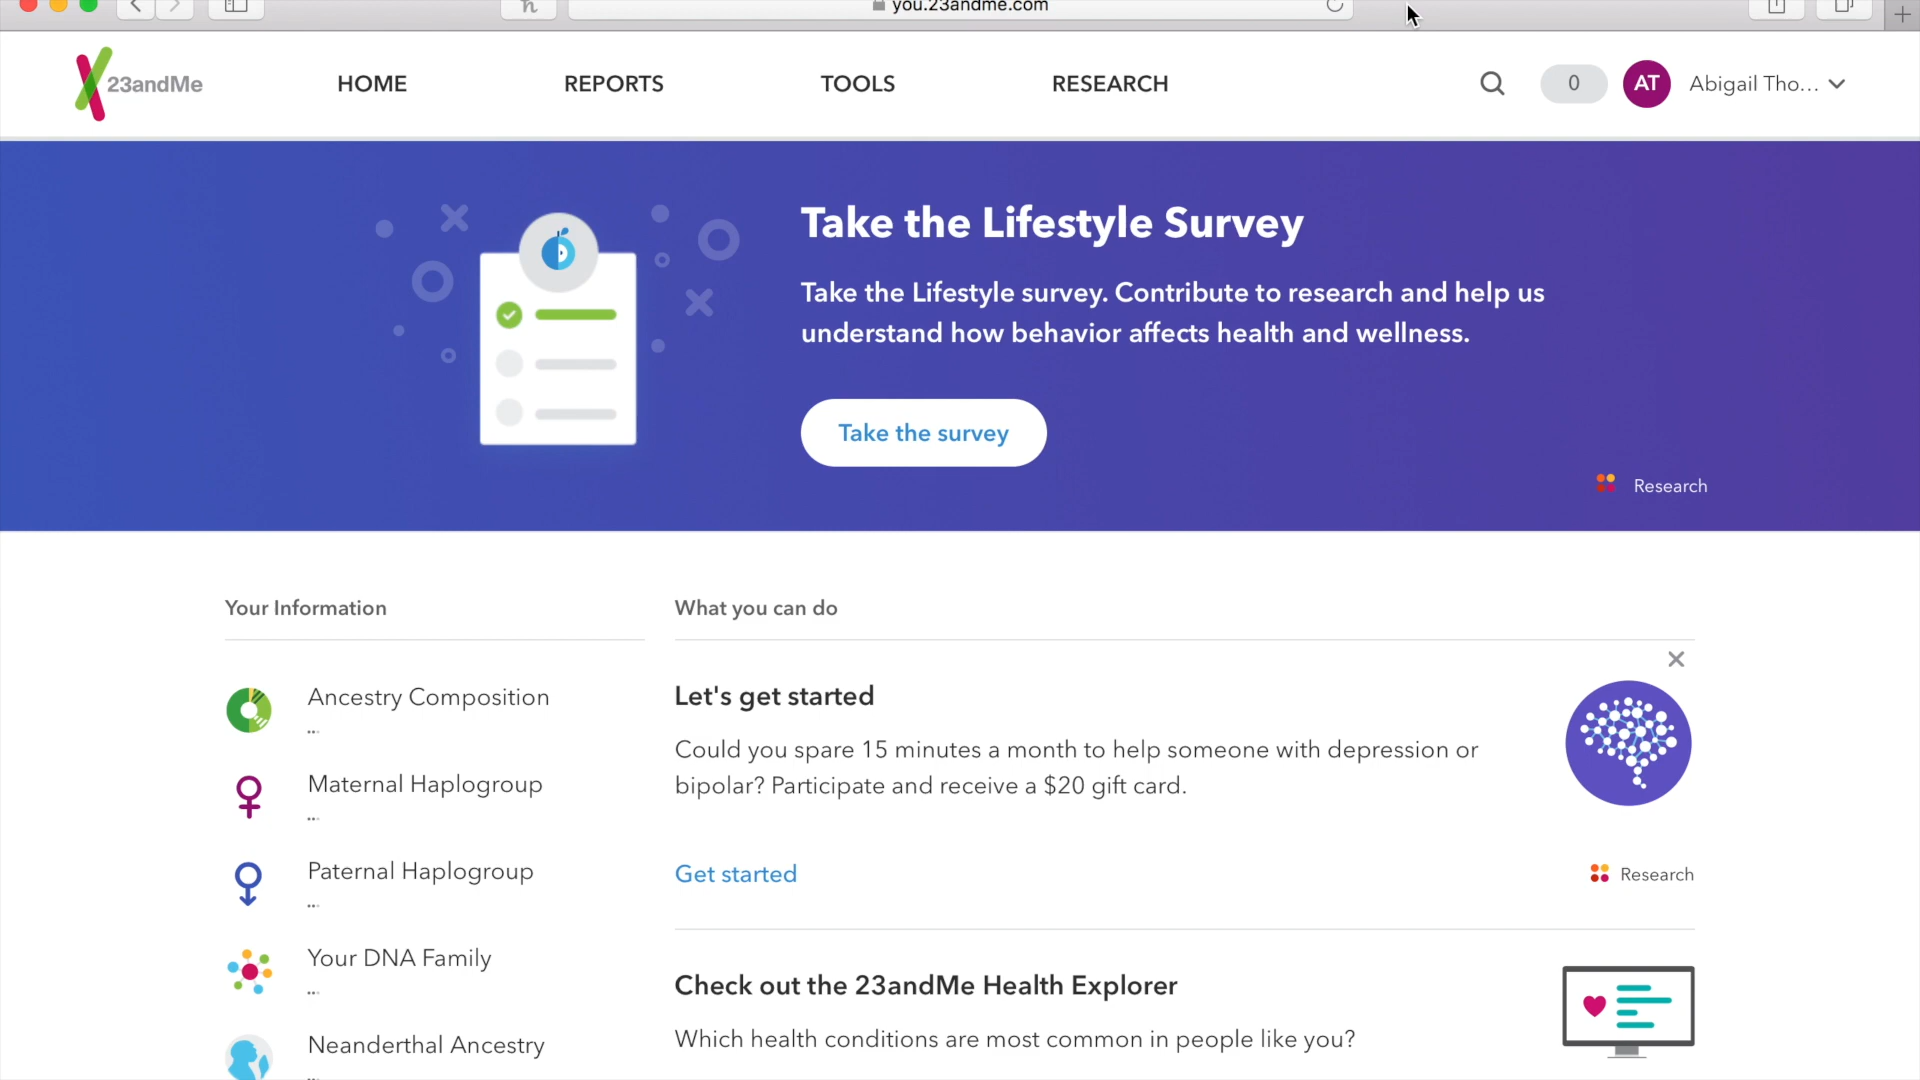 you.23andme.com
23andMe
HOME
REPORTS
TOOLS
RESEARCH
0
AT
Abigail Tho...
Take the Lifestyle Survey
Take the Lifestyle survey. Contribute to research and help us
understand how behavior affects health and wellness.
Take the survey
Research
Your Information
Ancestry Composition
...
Maternal Haplogroup
...
Paternal Haplogroup
...
Your DNA Family
...
Neanderthal Ancestry
What you can do
Let's get started
Could you spare 15 minutes a month to help someone with depression or
bipolar? Participate and receive a $20 gift card.
Get started
Research
Check out the 23andMe Health Explorer
Which health conditions are most common in people like you?